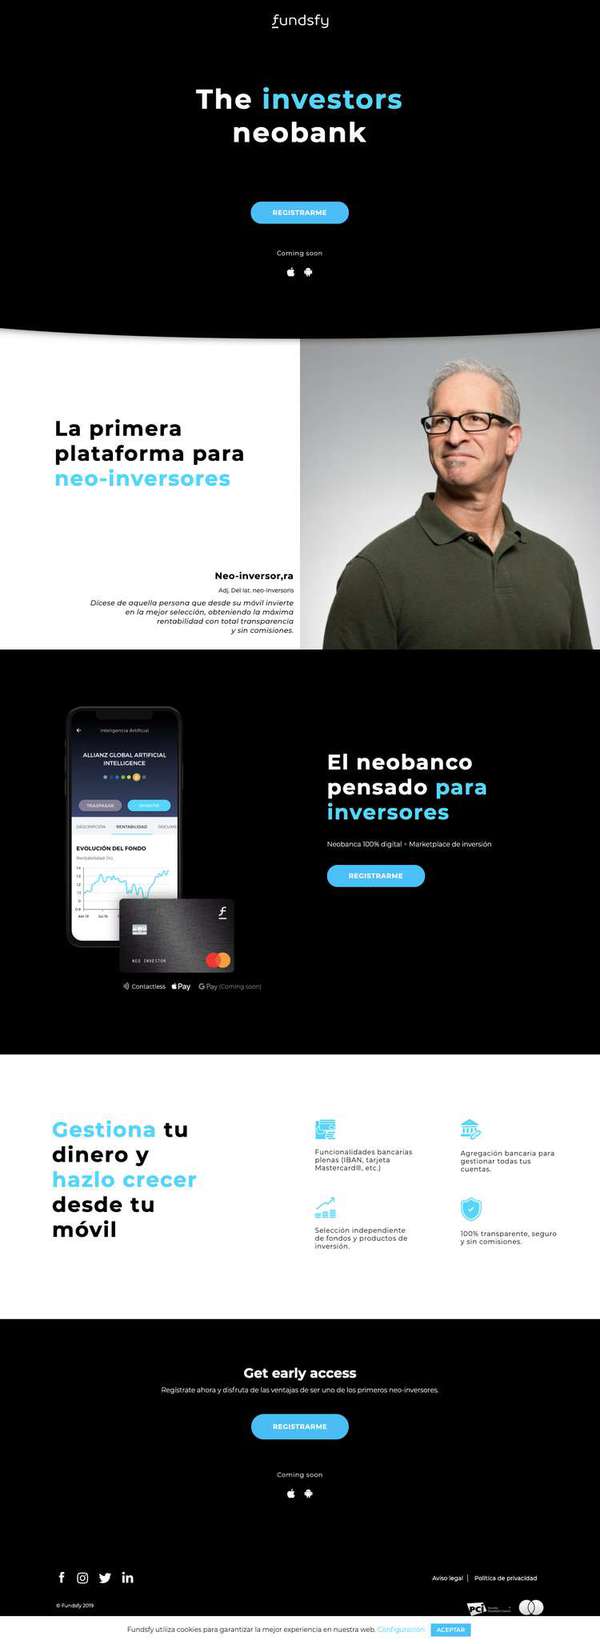 fundsfy
The investors
neobank
REGISTRARME
Coming soon
La primera
plataforma para
neo-inversores
Neo-inversor,ra
Adj. Del lat. neo-inversoris
Dícese de aquella persona que desde su móvil invierte
en la mejor selección, obteniendo la máxima
rentabilidad con total transparencia
y sin comisiones.
Inteligencia Artificial
ALLIANZ GLOBAL ARTIFICIAL
INTELLIGENCE
TRASPASAR
INVERTIR
DESCRIPCIÓN RENTABILIDAD DOCUM
EVOLUCIÓN DEL FONDO
Rentabilidad (%)
NEO INVESTOR
Contactless Pay G Pay (Coming soon)
El neobanco
pensado para
inversores
Neobanca 100% digital + Marketplace de inversión
REGISTRARME
Gestiona tu
dinero y
hazlo crecer
desde tu
móvil
Funcionalidades bancarias
plenas (IBAN, tarjeta
Mastercard®, etc.)
Agregación bancaria para
gestionar todas tus
cuentas.
Selección independiente
de fondos y productos de
inversión.
100% transparente, seguro
y sin comisiones.
Get early access
Regístrate ahora y disfruta de las ventajas de ser uno de los primeros neo-inversores.
REGISTRARME
Coming soon
Aviso legal | Política de privacidad
© Fundsfy 2019
PCI
Fundsfy utiliza cookies para garantizar la mejor experiencia en nuestra web. Configuración ACEPTAR